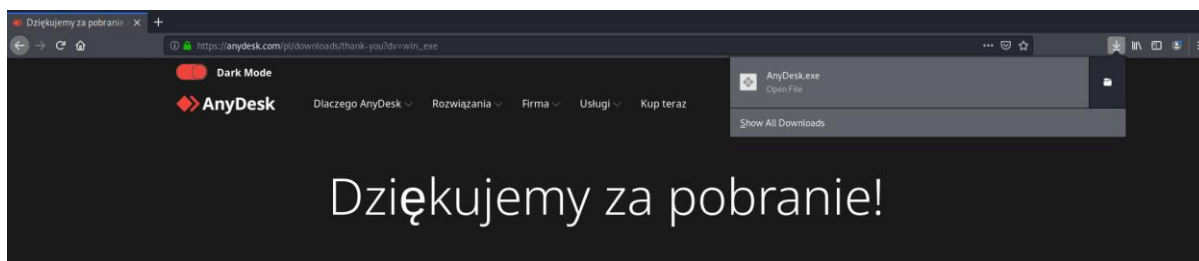 Dziękujemy za pobranie
https://anydesk.com/pl/downloads/thank-you?dv=win_exe
Dark Mode
AnyDesk
Dlaczego AnyDesk
Rozwiązania
Firma
Usługi
Kup teraz
AnyDesk.exe
Open File
Show All Downloads
Dziękujemy za pobranie!